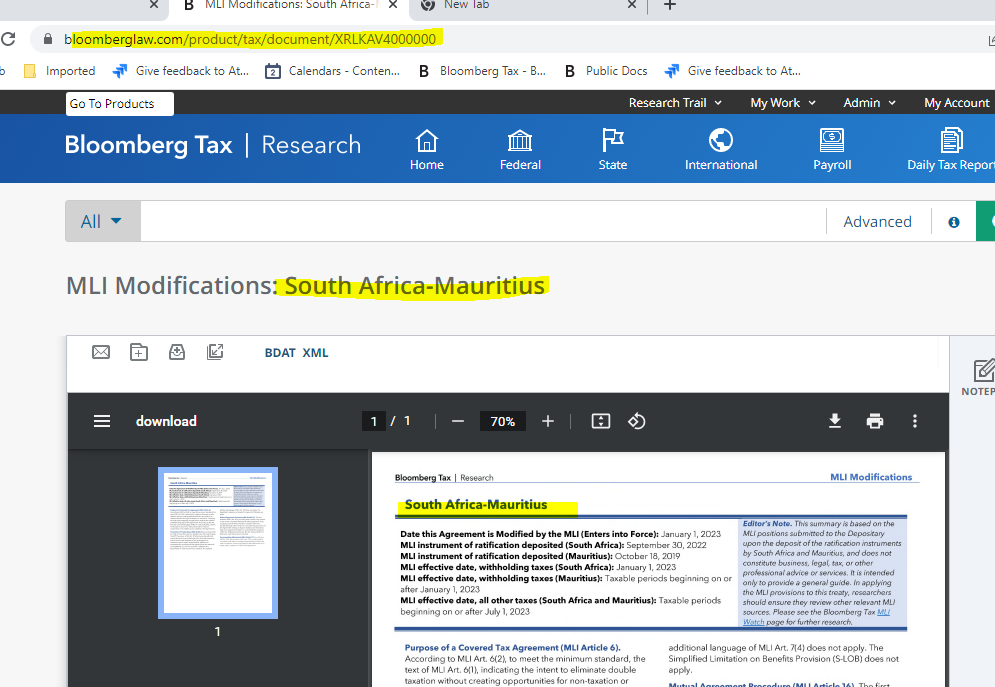 MLI Modifications: South Africa-
New Tab
bloomberglaw.com/product/tax/document/XRLKAV4000000
b
Imported
Give feedback to At...
2
Calendars - Conten...
B
Bloomberg Tax - B...
B
Public Docs
Give feedback to At...
Go To Products
Research Trail
My Work
Admin
My Account
Bloomberg Tax | Research
Home
Federal
State
International
Payroll
Daily Tax Report
All
Advanced
MLI Modifications: South Africa-Mauritius
BDAT XML
NOTEP
download
1 / 1
70%
1
Bloomberg Tax | Research
MLI Modifications
South Africa-Mauritius
Date this Agreement is Modified by the MLI (Enters into Force): January 1, 2023
MLI instrument of ratification deposited (South Africa): September 30, 2022
MLI instrument of ratification deposited (Mauritius): October 18, 2019
MLI effective date, withholding taxes (South Africa): January 1, 2023
MLI effective date, withholding taxes (Mauritius): Taxable periods beginning on or
after January 1, 2023
MLI effective date, all other taxes (South Africa and Mauritius): Taxable periods
beginning on or after July 1, 2023
Editor's Note. This summary is based on the
MLI positions submitted to the Depositary
upon the deposit of the ratification instruments
by South Africa and Mauritius, and does not
constitute business, legal, tax, or other
professional advice or services. It is intended
only to provide a general guide. In applying
the MLI provisions to this treaty, researchers
should ensure they review other relevant MLI
sources. Please see the Bloomberg Tax MLI
Watch page for further research.
Purpose of a Covered Tax Agreement (MLI Article 6).
According to MLI Art. 6(2), to meet the minimum standard, the
text of MLI Art. 6(1), indicating the intent to eliminate double
taxation without creating opportunities for non-taxation or
additional language of MLI Art. 7(4) does not apply. The
Simplified Limitation on Benefits Provision (S-LOB) does not
apply.
Mutual Agreement Procedure (MLI Article 16). The first